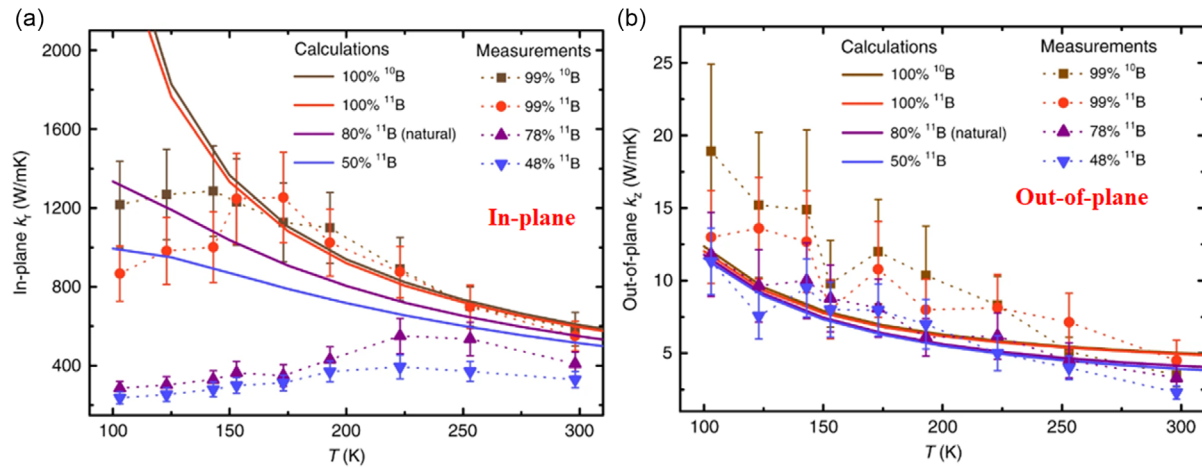 (a)
Calculations Measurements
100% ¹⁰B 99% ¹⁰B
100% ¹¹B 99% ¹¹B
80% ¹¹B (natural) 78% ¹¹B
50% ¹¹B 48% ¹¹B
In-plane
In-plane kᵣ (W/mK)
2000
1600
1200
800
400
100 150 200 250 300
T (K)
(b)
Calculations Measurements
100% ¹⁰B 99% ¹⁰B
100% ¹¹B 99% ¹¹B
80% ¹¹B (natural) 78% ¹¹B
50% ¹¹B 48% ¹¹B
Out-of-plane
Out-of-plane k_z (W/mK)
25
20
15
10
5
100 150 200 250 300
T (K)